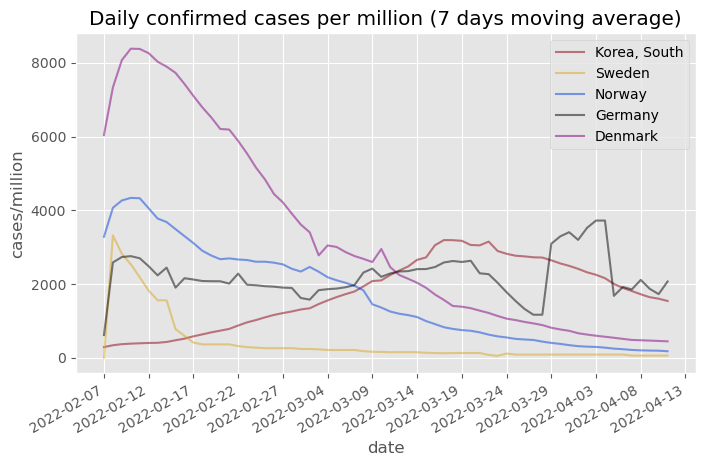 Daily confirmed cases per million (7 days moving average)
Korea, South
Sweden
Norway
Germany
Denmark
8000
6000
4000
2000
0
cases/million
2022-02-07
2022-02-12
2022-02-17
2022-02-22
2022-02-27
2022-03-04
2022-03-09
2022-03-14
2022-03-19
2022-03-24
2022-03-29
2022-04-03
2022-04-08
2022-04-13
date